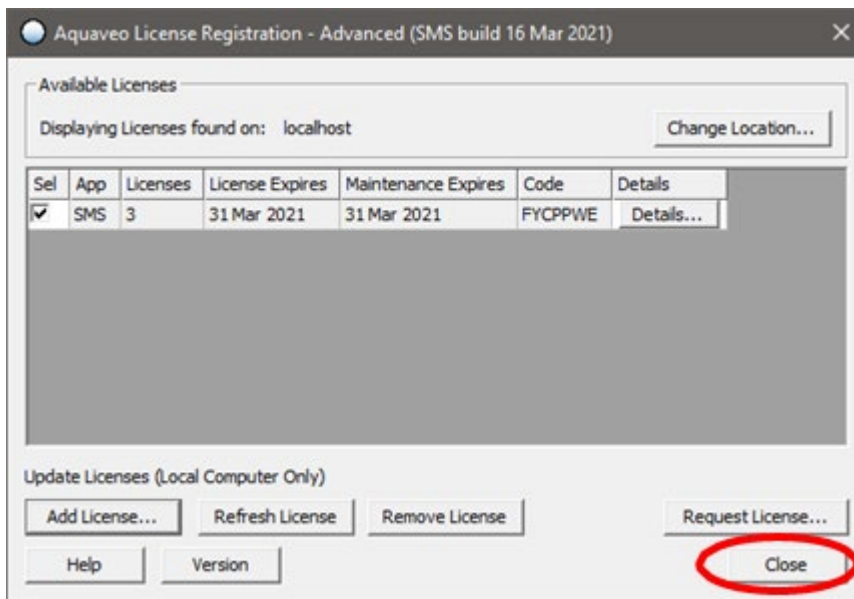 Aquaveo License Registration - Advanced (SMS build 16 Mar 2021)
Available Licenses
Displaying Licenses found on: localhost Change Location...
Sel App Licenses License Expires Maintenance Expires Code Details
SMS 3 31 Mar 2021 31 Mar 2021 FYCPPWE Details...
Update Licenses (Local Computer Only)
Add License... Refresh License Remove License Request License...
Help Version Close